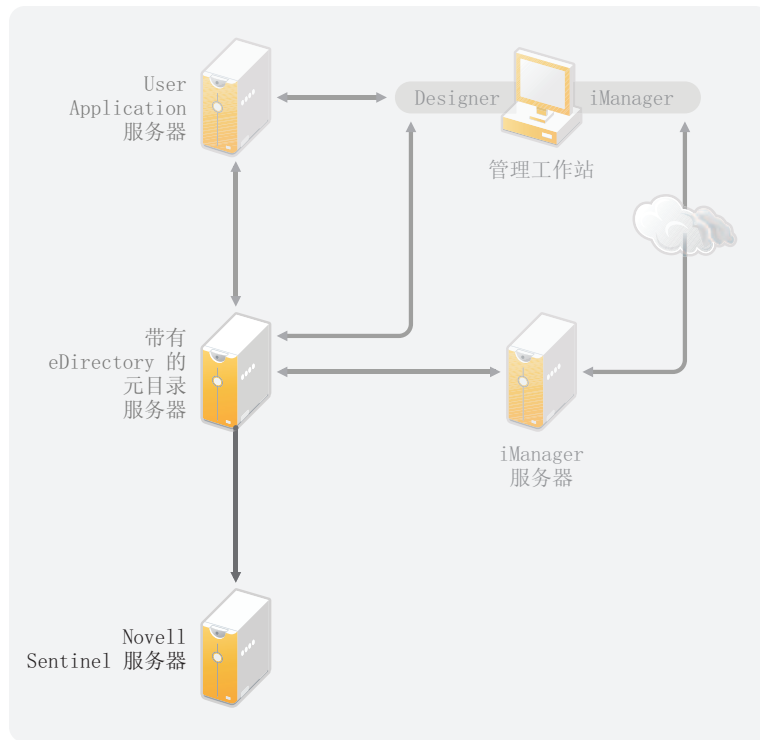 User
Application
服务器
Designer
iManager
管理工作站
带有
eDirectory 的
元目录
服务器
iManager
服务器
Novell
Sentinel 服务器